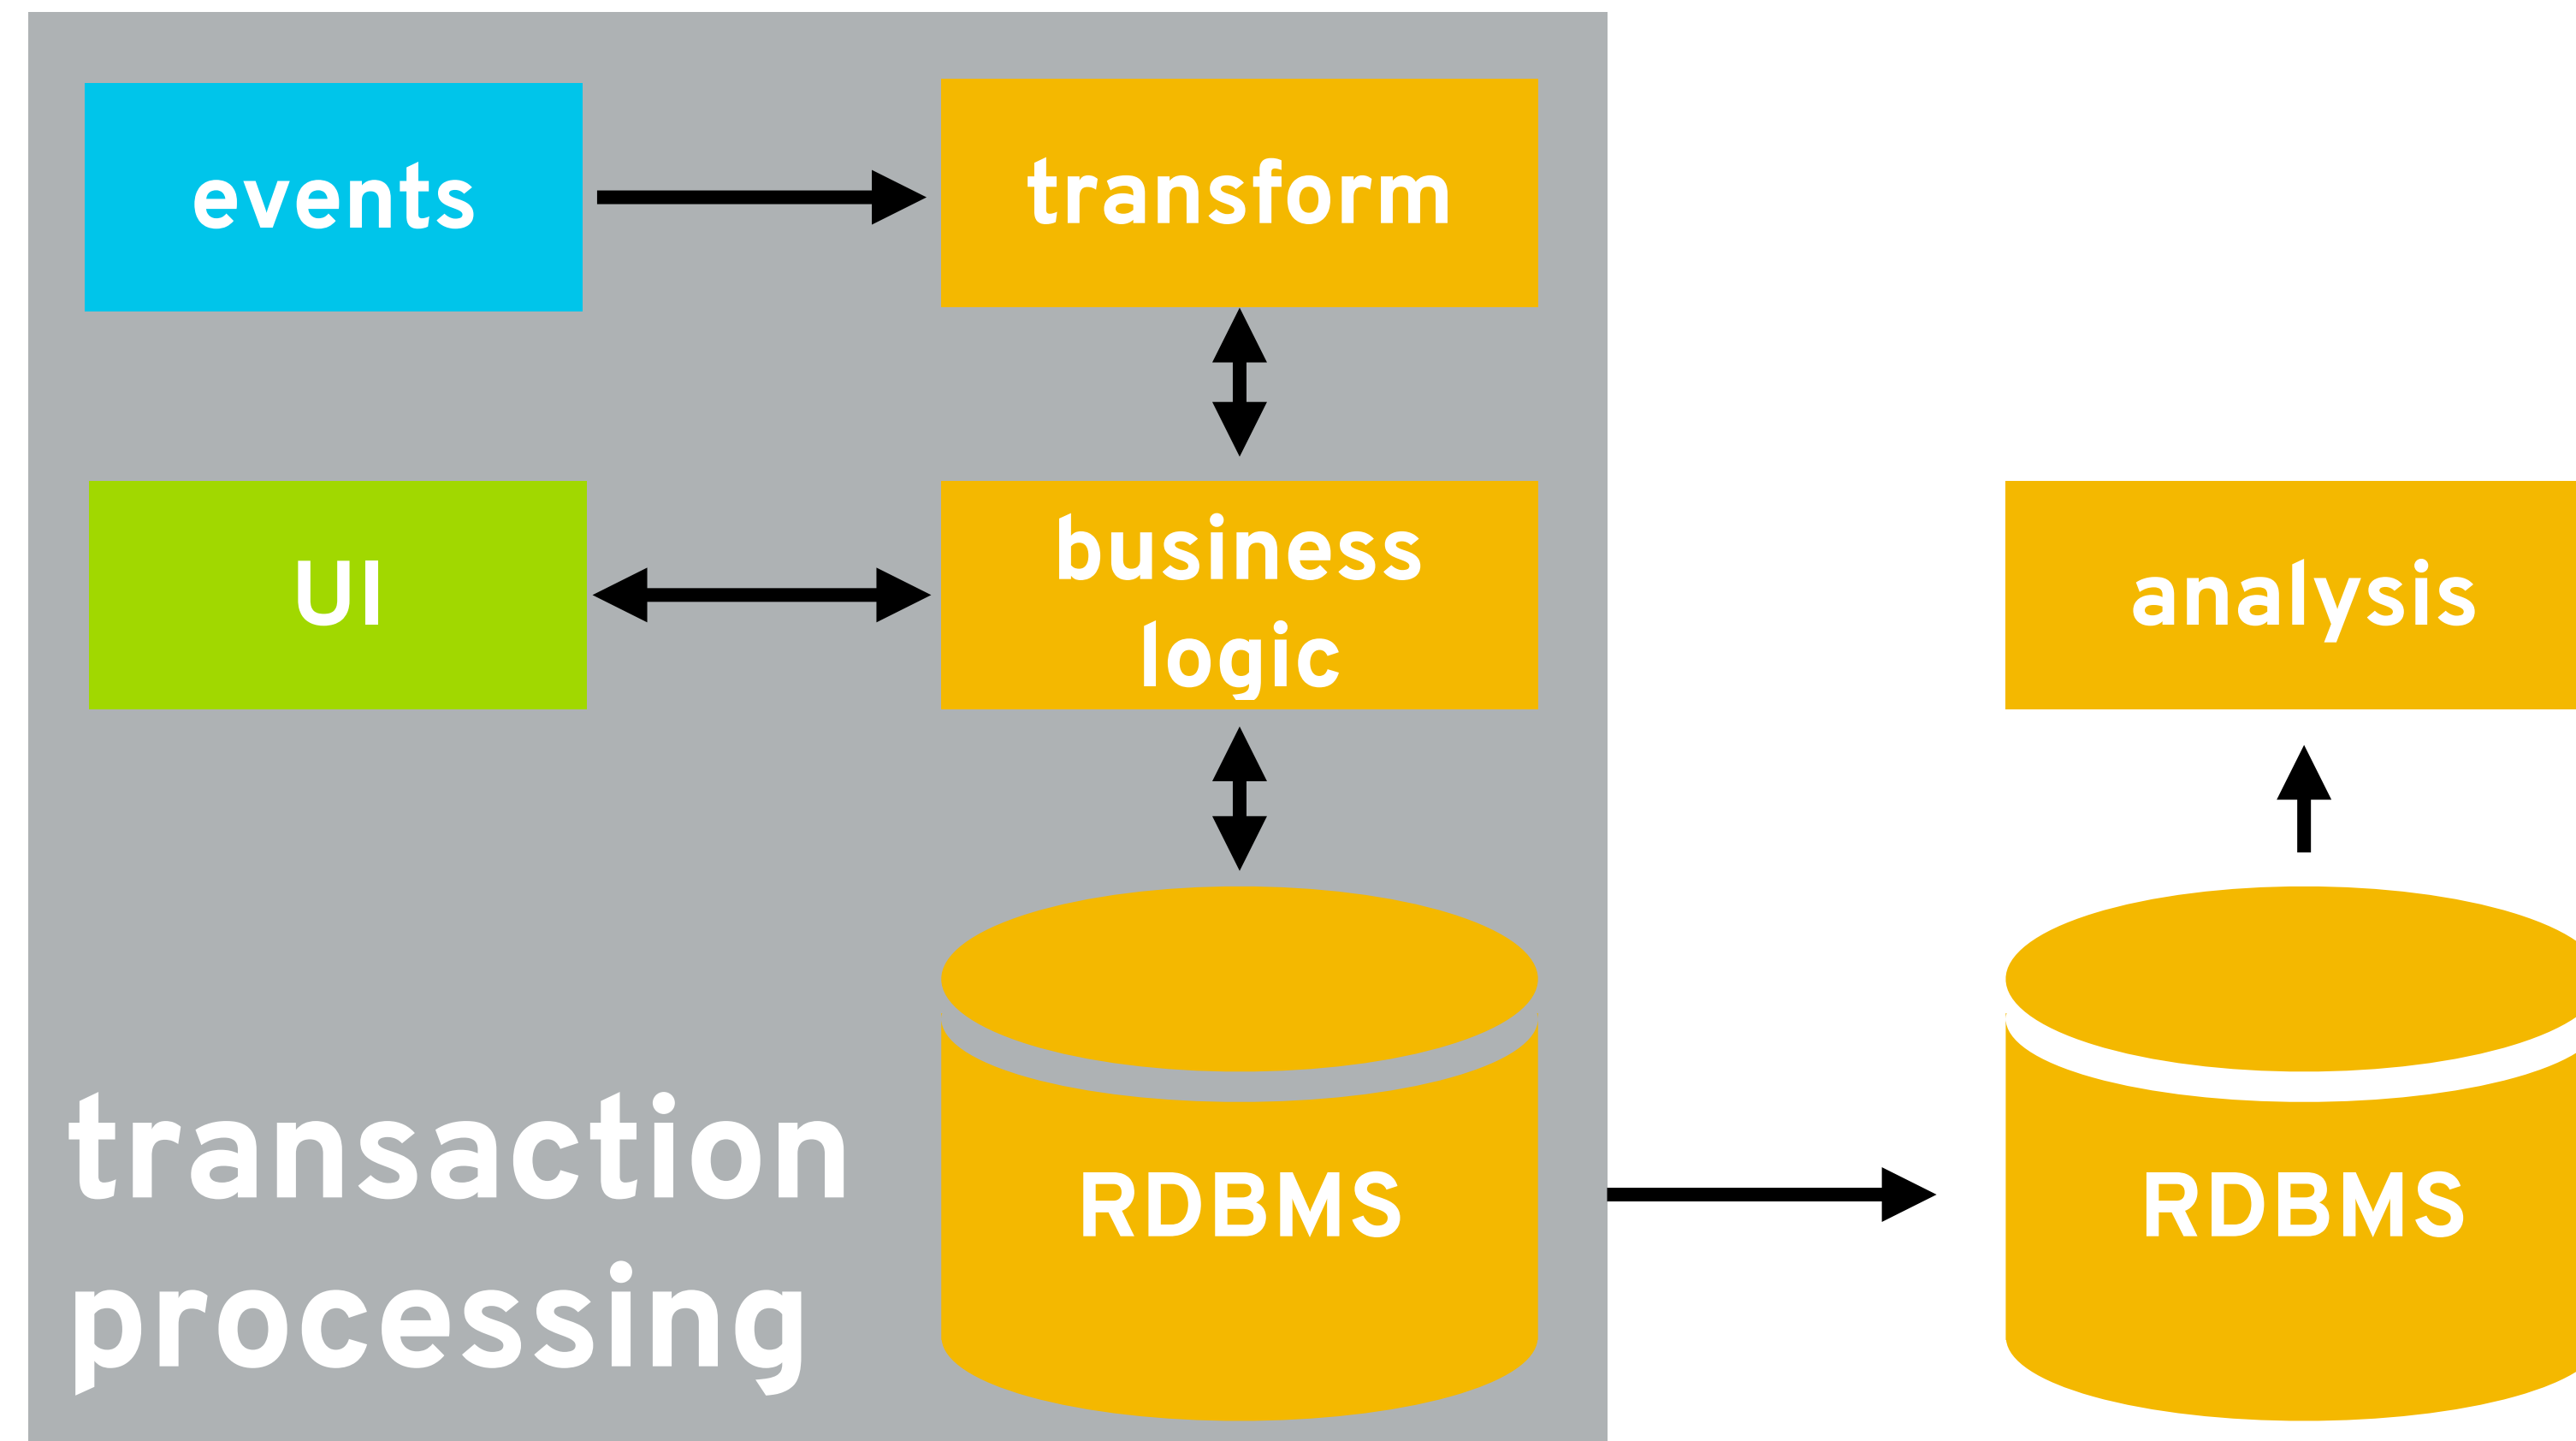 events
transform
UI
business
logic
analysis
transaction
processing
RDBMS
RDBMS